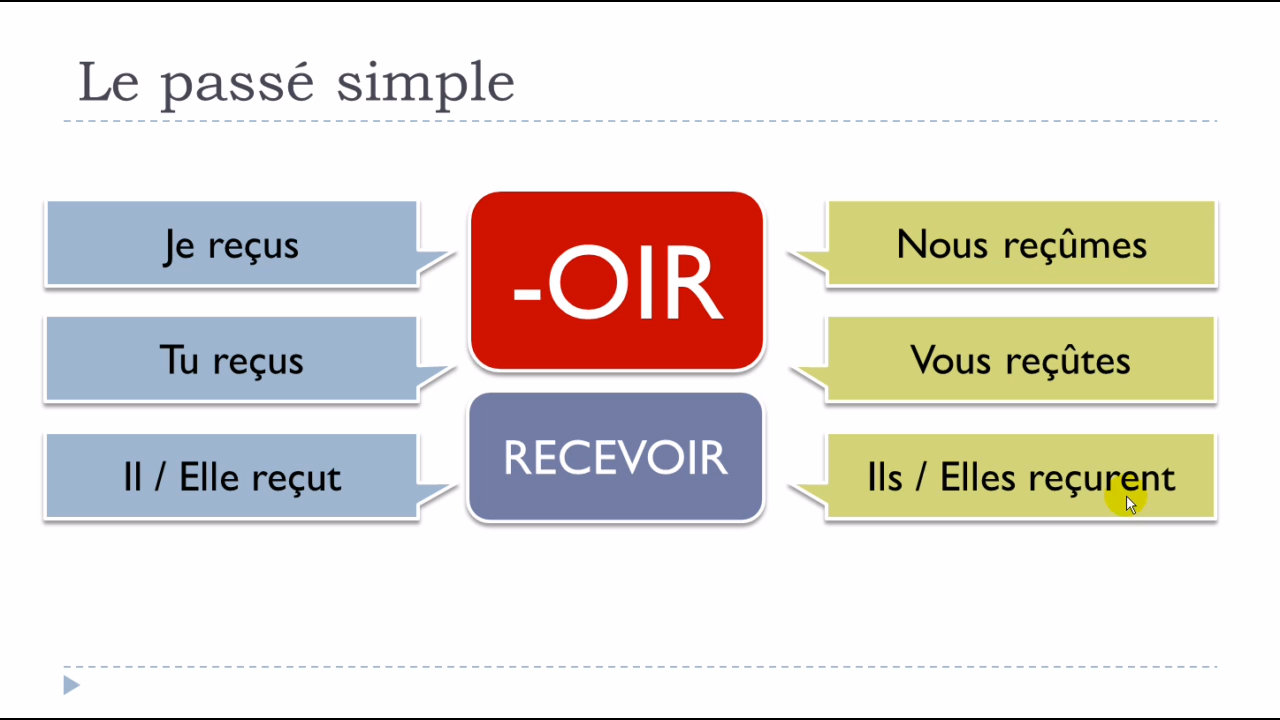 Le passé simple
Je reçus
Tu reçus
Il / Elle reçut
-OIR
RECEVOIR
Nous reçûmes
Vous reçûtes
Ils / Elles reçurent